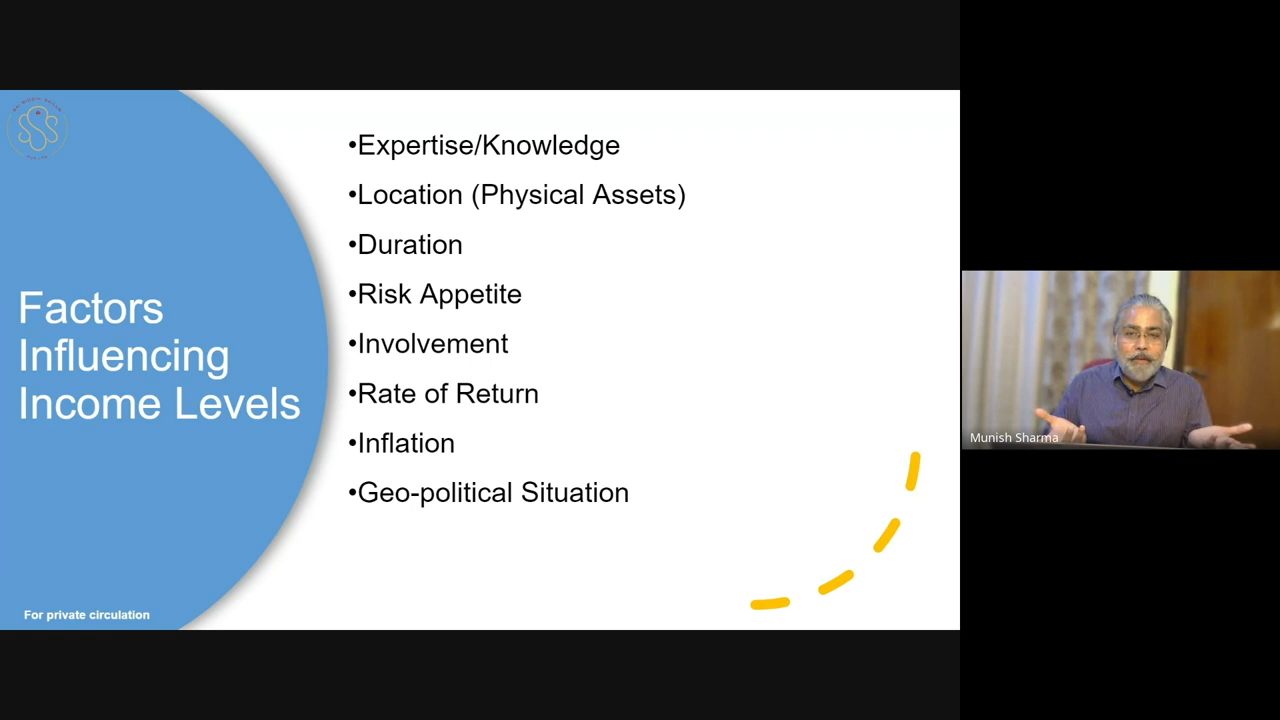 Factors
Influencing
Income Levels
•Expertise/Knowledge
•Location (Physical Assets)
•Duration
•Risk Appetite
•Involvement
•Rate of Return
•Inflation
•Geo-political Situation
For private circulation
Munish Sharma